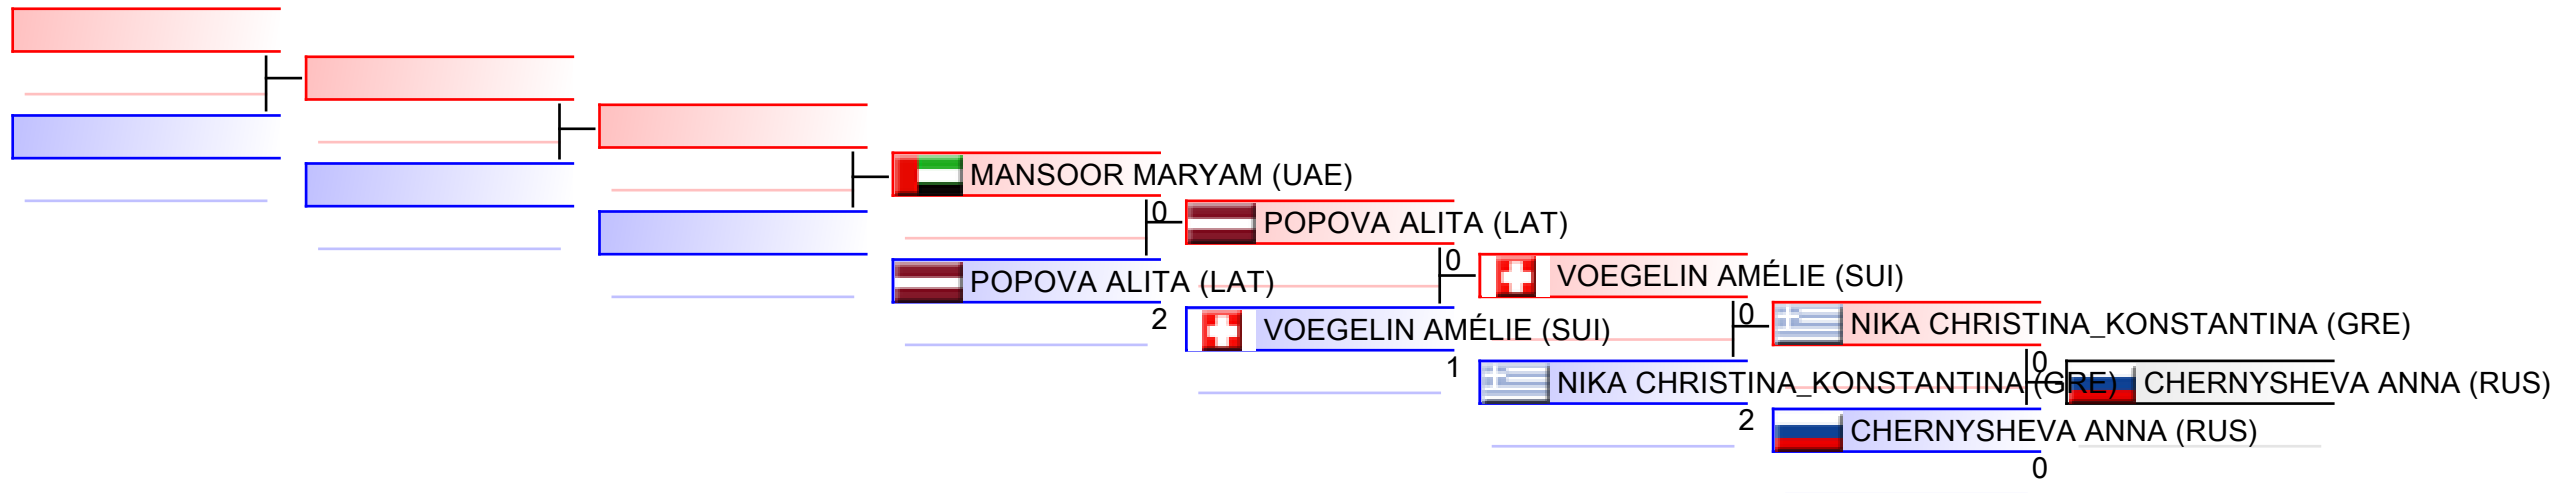 MANSOOR MARYAM (UAE)
0
POPOVA ALITA (LAT)
2
POPOVA ALITA (LAT)
0
VOEGELIN AMÉLIE (SUI)
1
VOEGELIN AMÉLIE (SUI)
0
NIKA CHRISTINA_KONSTANTINA (GRE)
2
NIKA CHRISTINA_KONSTANTINA (GRE)
0
CHERNYSHEVA ANNA (RUS)
0
CHERNYSHEVA ANNA (RUS)